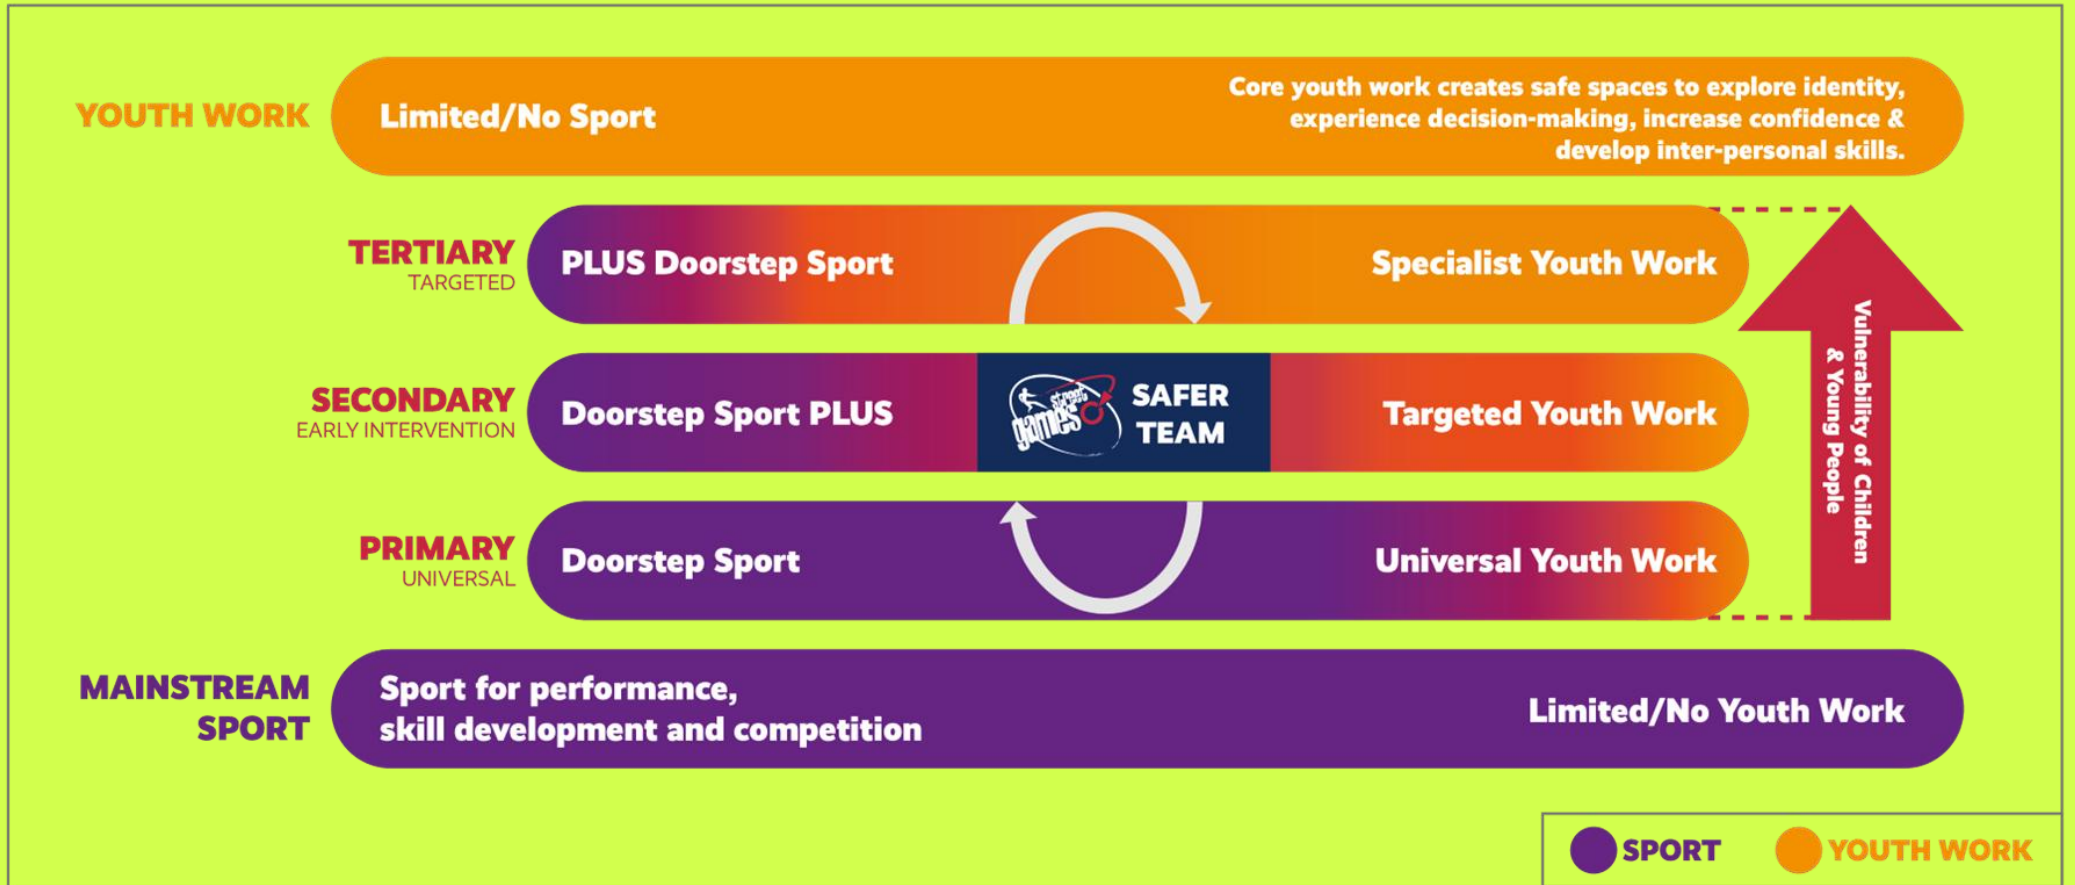 YOUTH WORK
Limited/No Sport
Core youth work creates safe spaces to explore identity,
experience decision-making, increase confidence &
develop inter-personal skills.
TERTIARY
TARGETED
PLUS Doorstep Sport
Specialist Youth Work
SECONDARY
EARLY INTERVENTION
Doorstep Sport PLUS
street
games
SAFER
TEAM
Targeted Youth Work
PRIMARY
UNIVERSAL
Doorstep Sport
Universal Youth Work
Vulnerability of Children
& Young People
MAINSTREAM
SPORT
Sport for performance,
skill development and competition
Limited/No Youth Work
SPORT
YOUTH WORK